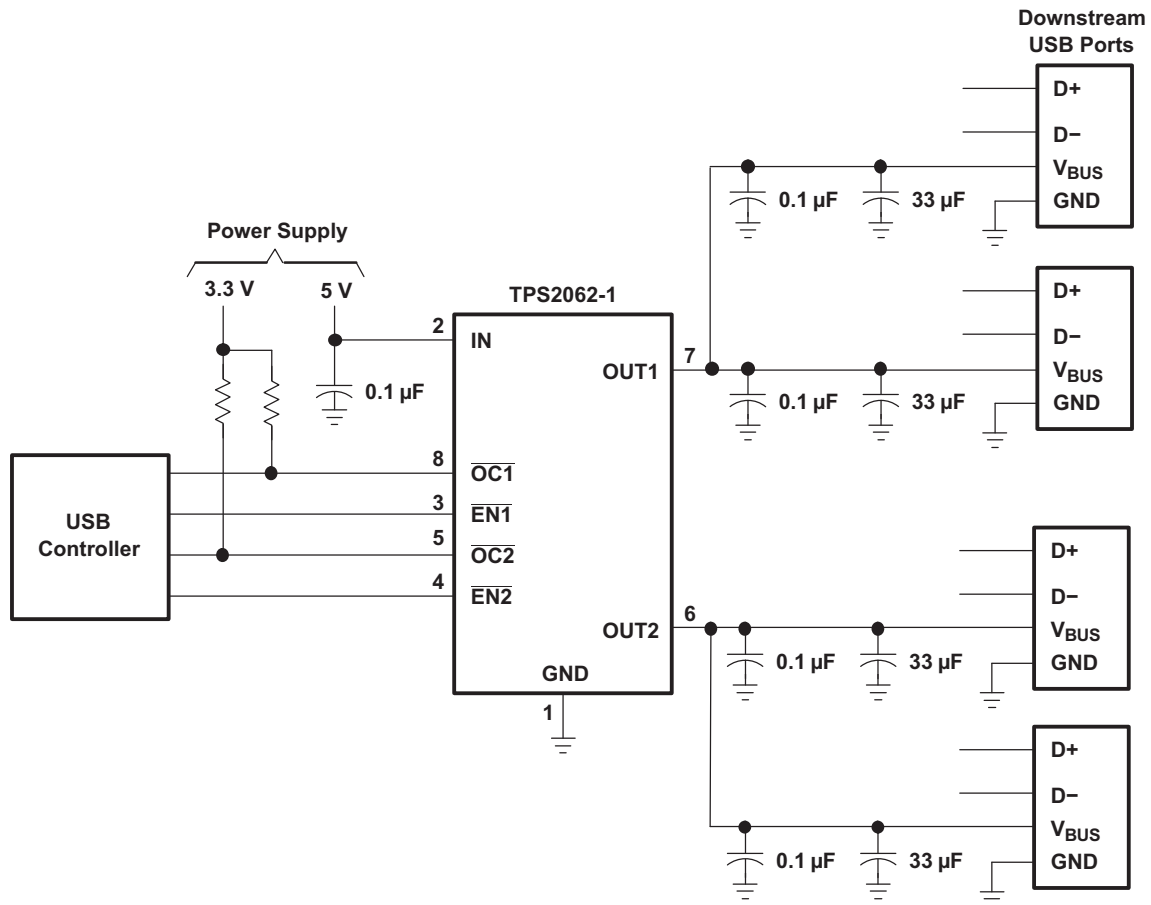 Downstream
USB Ports
D+
D−
VBUS
GND
0.1 µF
33 µF
Power Supply
3.3 V
5 V
TPS2062-1
D+
D−
VBUS
GND
2
IN
OUT1
7
0.1 µF
0.1 µF
33 µF
USB
Controller
8
OC1
3
EN1
5
OC2
4
EN2
D+
D−
VBUS
GND
OUT2
6
0.1 µF
33 µF
GND
1
D+
D−
VBUS
GND
0.1 µF
33 µF